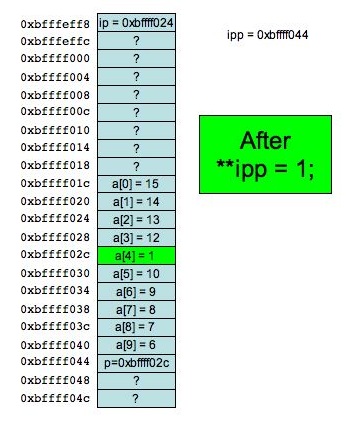 0xbfffeff8 ip = 0xbffff024
0xbfffeffc ?
0xbffff000 ?
0xbffff004 ?
0xbffff008 ?
0xbffff00c ?
0xbffff010 ?
0xbffff014 ?
0xbffff018 ?
0xbffff01c a[0] = 15
0xbffff020 a[1] = 14
0xbffff024 a[2] = 13
0xbffff028 a[3] = 12
0xbffff02c a[4] = 1
0xbffff030 a[5] = 10
0xbffff034 a[6] = 9
0xbffff038 a[7] = 8
0xbffff03c a[8] = 7
0xbffff040 a[9] = 6
0xbffff044 p=0xbffff02c
0xbffff048 ?
0xbffff04c ?
ipp = 0xbffff044
After
**ipp = 1;